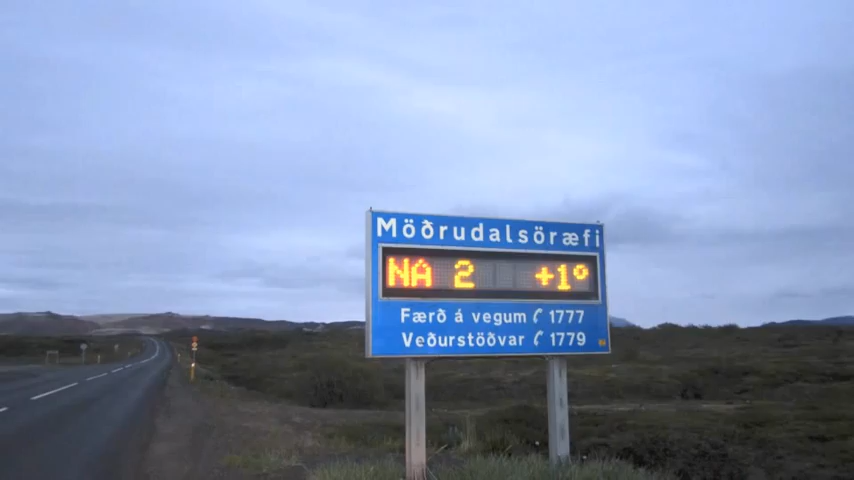 Möðrudalsöræfi
NA 2 +1°
Færð á vegum ✆ 1777
Veðurstöðvar ✆ 1779